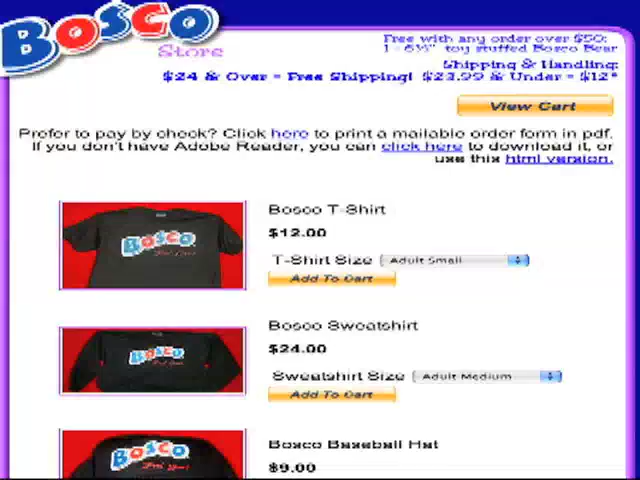 BOSCO
Store
Free with any order over $50:
1 - 6½" toy stuffed Bosco Bear
Shipping & Handling:
$24 & Over = Free Shipping! $23.99 & Under = $12*
View Cart
Prefer to pay by check? Click here to print a mailable order form in pdf.
If you don't have Adobe Reader, you can click here to download it, or
use this html version.
BOSCO
Bosco T-Shirt
$12.00
T-Shirt Size Adult Small
Add To Cart
BOSCO
Bosco Sweatshirt
$24.00
Sweatshirt Size Adult Medium
Add To Cart
BOSCO
Bosco Baseball Hat
$9.00